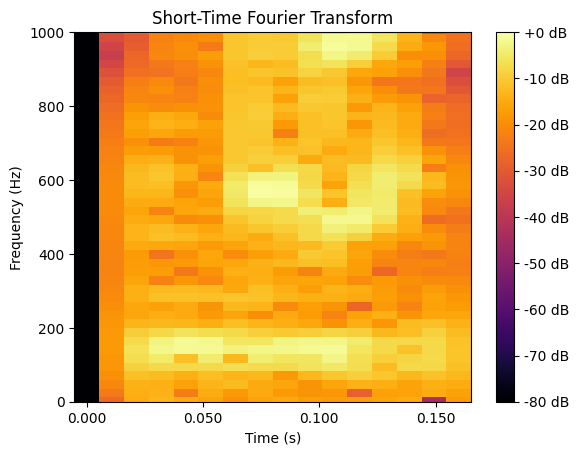 Short-Time Fourier Transform
1000
800
600
400
200
0
Frequency (Hz)
0.000
0.050
0.100
0.150
Time (s)
+0 dB
-10 dB
-20 dB
-30 dB
-40 dB
-50 dB
-60 dB
-70 dB
-80 dB